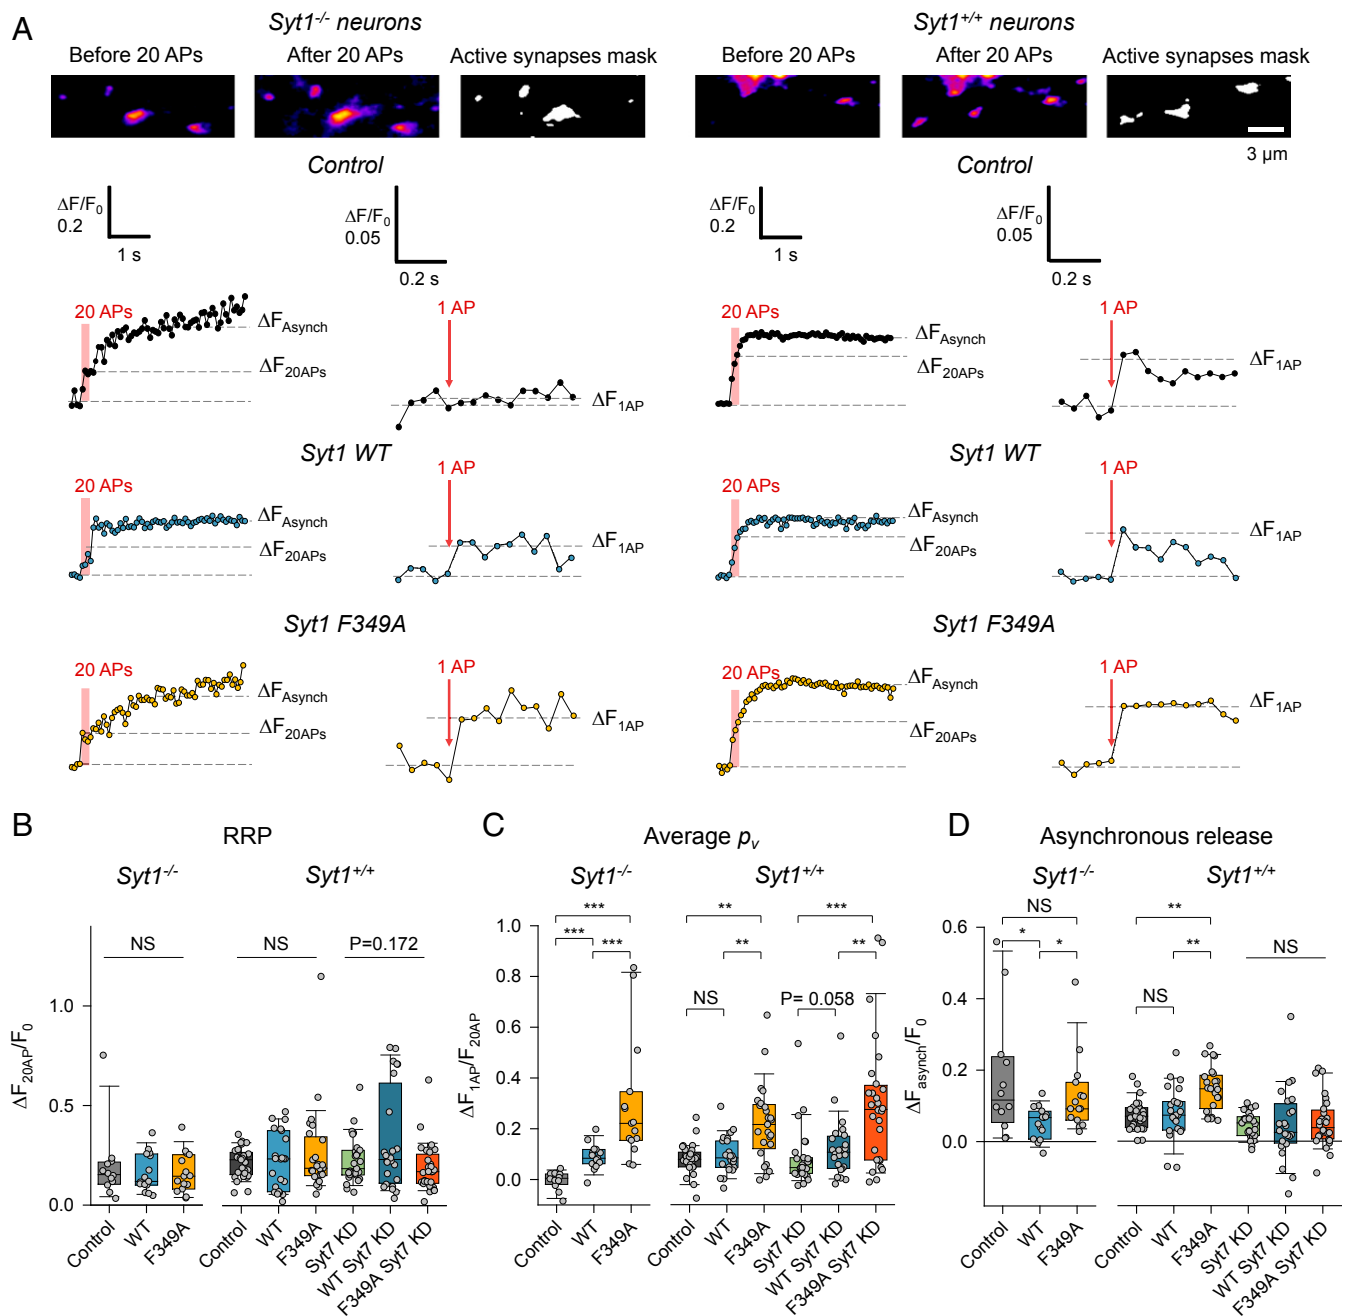 A
Syt1-/- neurons
Syt1+/+ neurons
Before 20 APs
After 20 APs
Active synapses mask
Before 20 APs
After 20 APs
Active synapses mask
3 µm
Control
Control
ΔF/F0
0.2
1 s
ΔF/F0
0.05
0.2 s
ΔF/F0
0.2
1 s
ΔF/F0
0.05
0.2 s
20 APs
ΔFAsynch
ΔF20APs
1 AP
ΔF1AP
20 APs
ΔFAsynch
ΔF20APs
1 AP
ΔF1AP
Syt1 WT
Syt1 WT
20 APs
ΔFAsynch
ΔF20APs
1 AP
ΔF1AP
20 APs
ΔFAsynch
ΔF20APs
1 AP
ΔF1AP
Syt1 F349A
Syt1 F349A
20 APs
ΔFAsynch
ΔF20APs
1 AP
ΔF1AP
20 APs
ΔFAsynch
ΔF20APs
1 AP
ΔF1AP
B
RRP
Syt1-/-
Syt1+/+
NS
NS
P=0.172
ΔF20AP/F0
1.0
0.5
0.0
Control
WT
F349A
Control
WT
F349A
Syt7 KD
WT Syt7 KD
F349A Syt7 KD
C
Average pv
Syt1-/-
Syt1+/+
***
***
***
**
**
NS
***
**
P= 0.058
ΔF1AP/F20AP
1.0
0.8
0.6
0.4
0.2
0.0
Control
WT
F349A
Control
WT
F349A
Syt7 KD
WT Syt7 KD
F349A Syt7 KD
D
Asynchronous release
Syt1-/-
Syt1+/+
NS
*
*
**
**
NS
NS
ΔFasynch/F0
0.6
0.4
0.2
0.0
Control
WT
F349A
Control
WT
F349A
Syt7 KD
WT Syt7 KD
F349A Syt7 KD